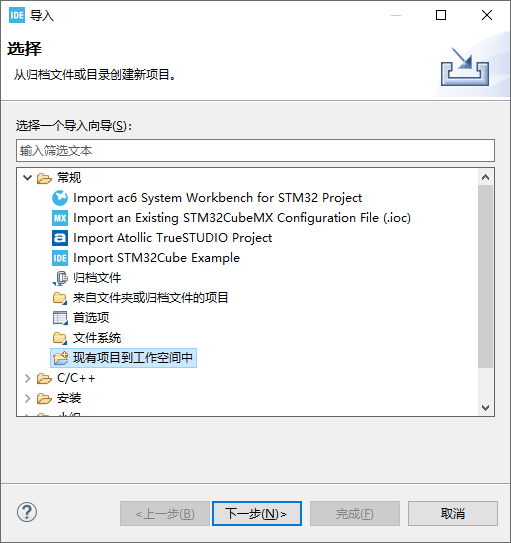 IDE 导入
选择
从归档文件或目录创建新项目。
选择一个导入向导(S):
输入筛选文本
常规
Import ac6 System Workbench for STM32 Project
MX Import an Existing STM32CubeMX Configuration File (.ioc)
a Import Atollic TrueSTUDIO Project
IDE Import STM32Cube Example
归档文件
来自文件夹或归档文件的项目
首选项
文件系统
现有项目到工作空间中
C/C++
安装
? <上一步(B) 下一步(N)> 完成(F) 取消